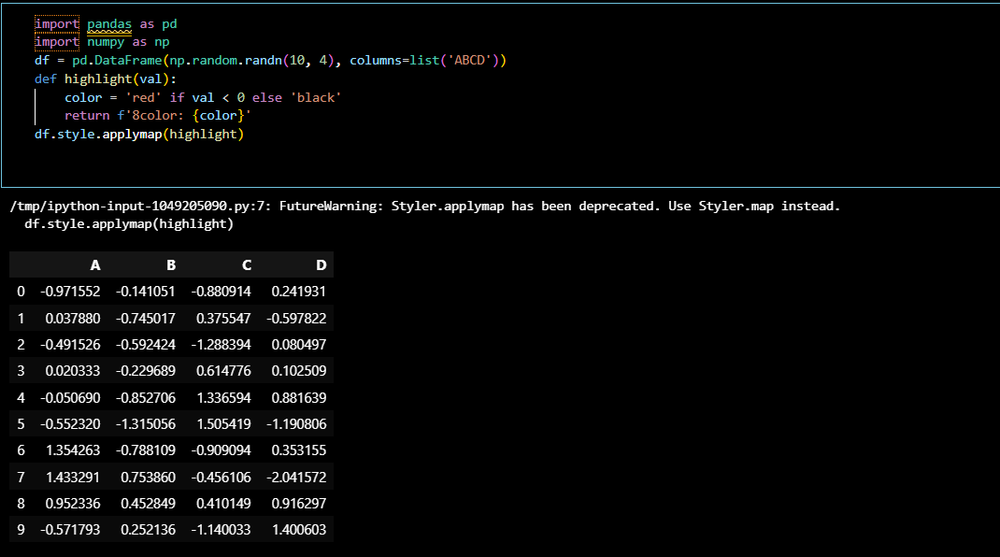 import pandas as pd
import numpy as np
df = pd.DataFrame(np.random.randn(10, 4), columns=list('ABCD'))
def highlight(val):
    color = 'red' if val < 0 else 'black'
    return f'8color: {color}'
df.style.applymap(highlight)
/tmp/ipython-input-1049205090.py:7: FutureWarning: Styler.applymap has been deprecated. Use Styler.map instead.
  df.style.applymap(highlight)
A B C D
0 -0.971552 -0.141051 -0.880914 0.241931
1 0.037880 -0.745017 0.375547 -0.597822
2 -0.491526 -0.592424 -1.288394 0.080497
3 0.020333 -0.229689 0.614776 0.102509
4 -0.050690 -0.852706 1.336594 0.881639
5 -0.552320 -1.315056 1.505419 -1.190806
6 1.354263 -0.788109 -0.909094 0.353155
7 1.433291 0.753860 -0.456106 -2.041572
8 0.952336 0.452849 0.410149 0.916297
9 -0.571793 0.252136 -1.140033 1.400603